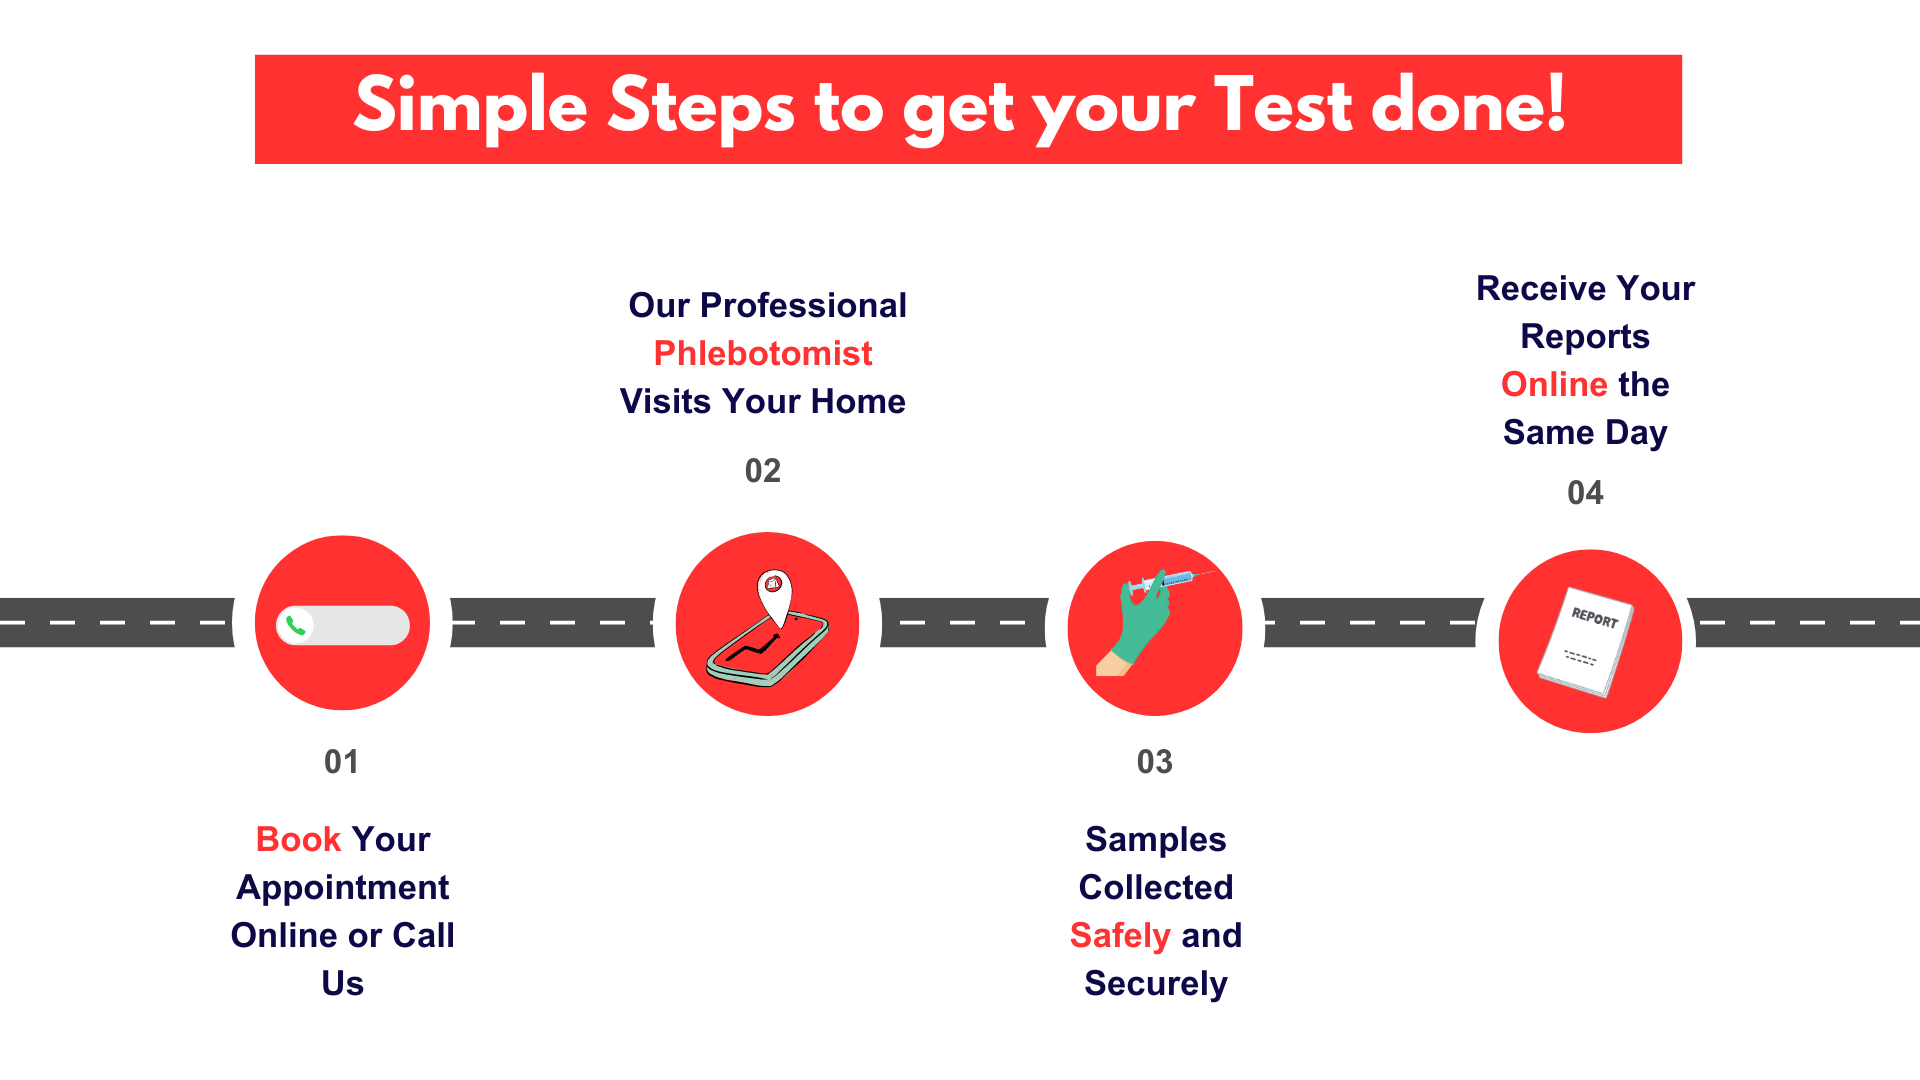 Simple Steps to get your Test done!
01
Book Your
Appointment
Online or Call
Us
Our Professional
Phlebotomist
Visits Your Home
02
03
Samples
Collected
Safely and
Securely
Receive Your
Reports
Online the
Same Day
04
REPORT